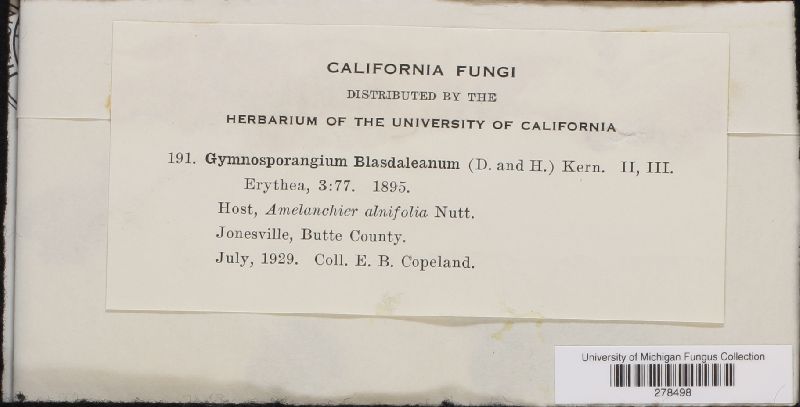 CALIFORNIA FUNGI
DISTRIBUTED BY THE
HERBARIUM OF THE UNIVERSITY OF CALIFORNIA
191. Gymnosporangium Blasdaleanum (D. and H.) Kern. II, III.
Erythea, 3:77. 1895.
Host, Amelanchier alnifolia Nutt.
Jonesville, Butte County.
July, 1929. Coll. E. B. Copeland.
University of Michigan Fungus Collection
278498